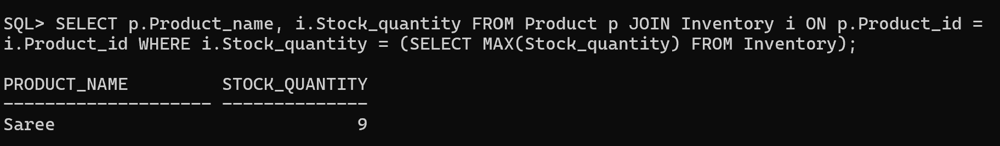 SQL> SELECT p.Product_name, i.Stock_quantity FROM Product p JOIN Inventory i ON p.Product_id =
i.Product_id WHERE i.Stock_quantity = (SELECT MAX(Stock_quantity) FROM Inventory);
PRODUCT_NAME         STOCK_QUANTITY
-------------------- --------------
Saree                             9